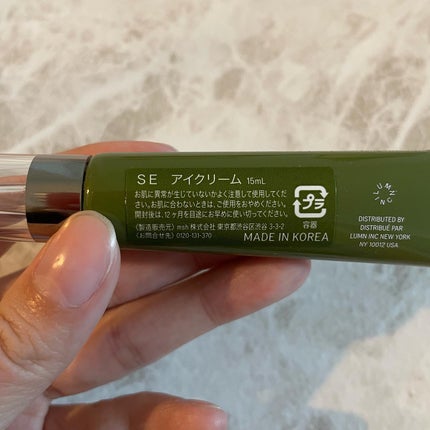 SE アイクリーム 15mL
お肌に異常が生じていないかよく注意して使用してくだ
さい。お肌に合わないときは、ご使用をおやめください。
開封後は、12ヶ月を目途にお早めに使い切ってください。
〈製造販売元〉msh 株式会社 東京都渋谷区渋谷 3-3-2
〈お問合せ先〉0120-131-370
プラ
容器
MADE IN KOREA
LUMN INC
DISTRIBUTED BY
DISTRIBUÉ PAR
LUMN INC NEW YORK
NY 10012 USA